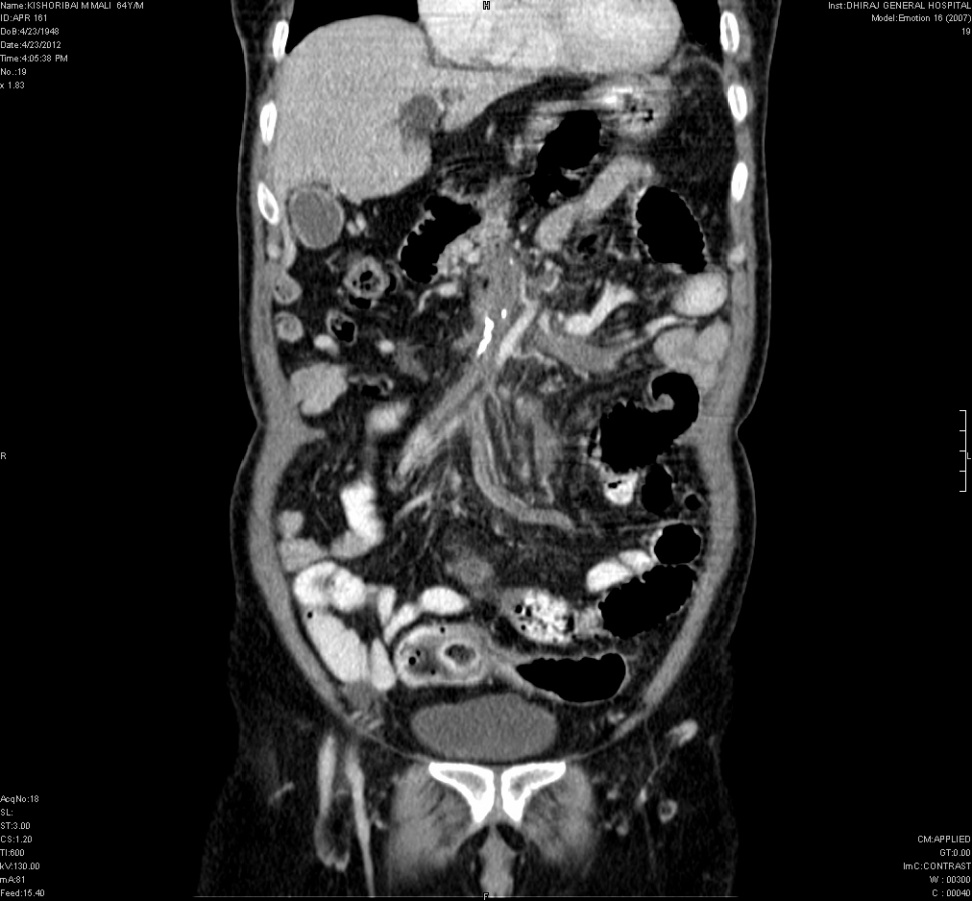 Name:KISHORIBAI M MALI 64Y/M
ID:APR 161
DoB:4/23/1948
Date:4/23/2012
Time:4:05:38 PM
No.:19
x 1.83
H
Inst:DHIRAJ GENERAL HOSPITAL
Model:Emotion 16 (2007)
19
R
L
AcqNo:18
SL:
ST:3.00
CS:1.20
TI:600
kV:130.00
mA:81
Feed:15.40
F
CM:APPLIED
GT:0.00
ImC:CONTRAST
W : 00300
C : 00040